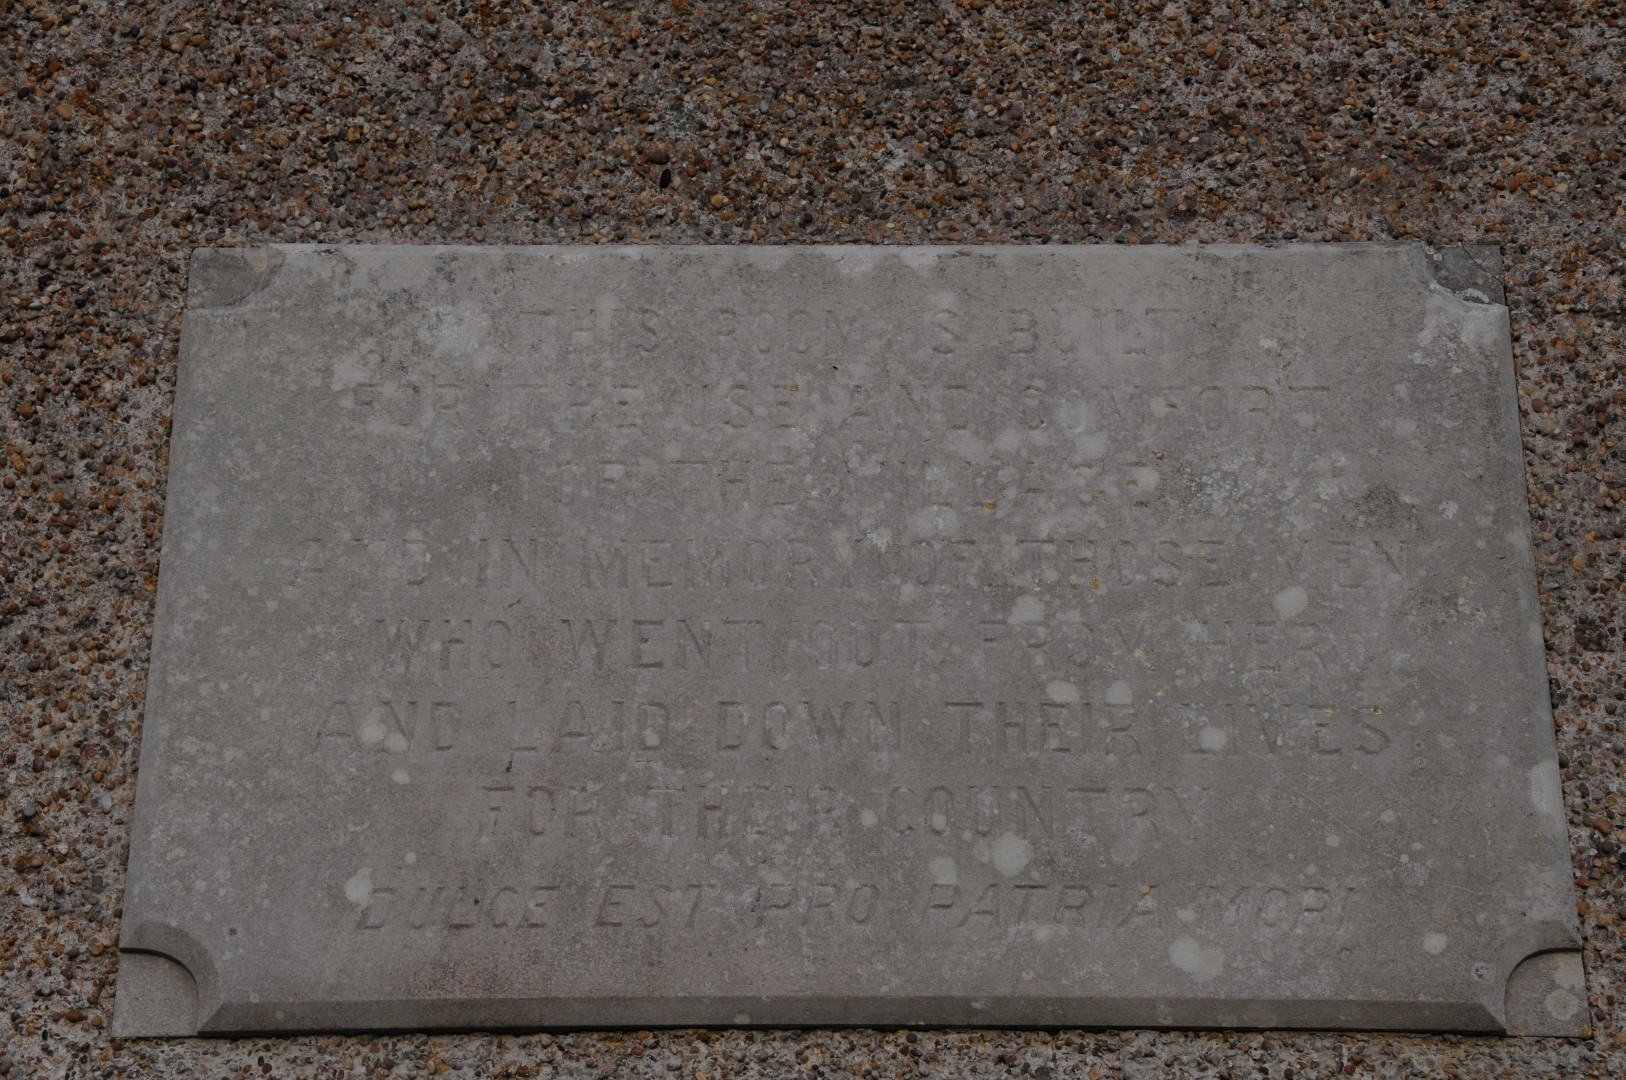 THIS ROOM IS BUILT
FOR THE USE AND COMFORT
OF THE VILLAGE
AND IN MEMORY OF THOSE MEN
WHO WENT OUT FROM HERE
AND LAID DOWN THEIR LIVES
FOR THEIR COUNTRY
DULCE EST PRO PATRIA MORI